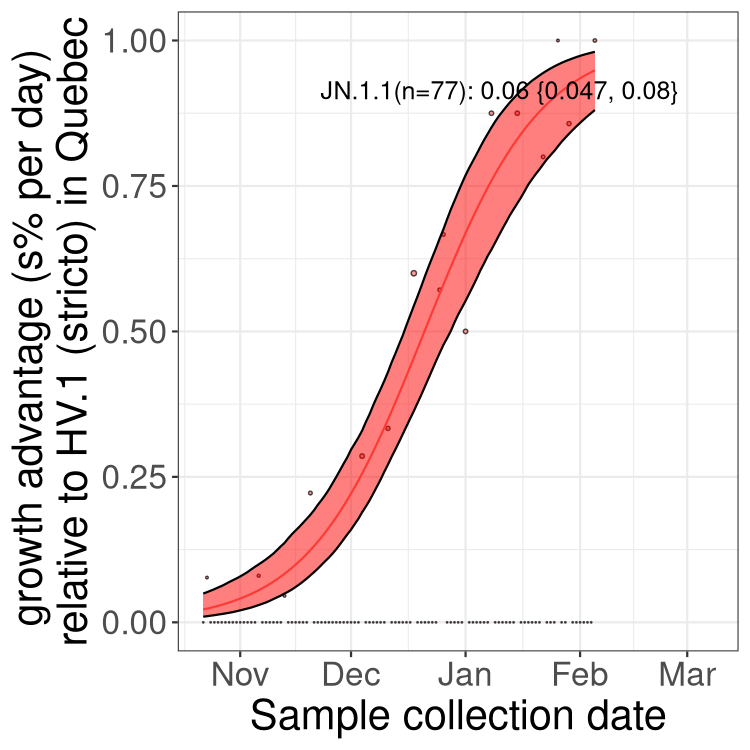 growth advantage (s% per day)
relative to HV.1 (stricto) in Quebec
1.00
0.75
0.50
0.25
0.00
JN.1.1(n=77): 0.06 {0.047, 0.08}
Nov Dec Jan Feb Mar
Sample collection date